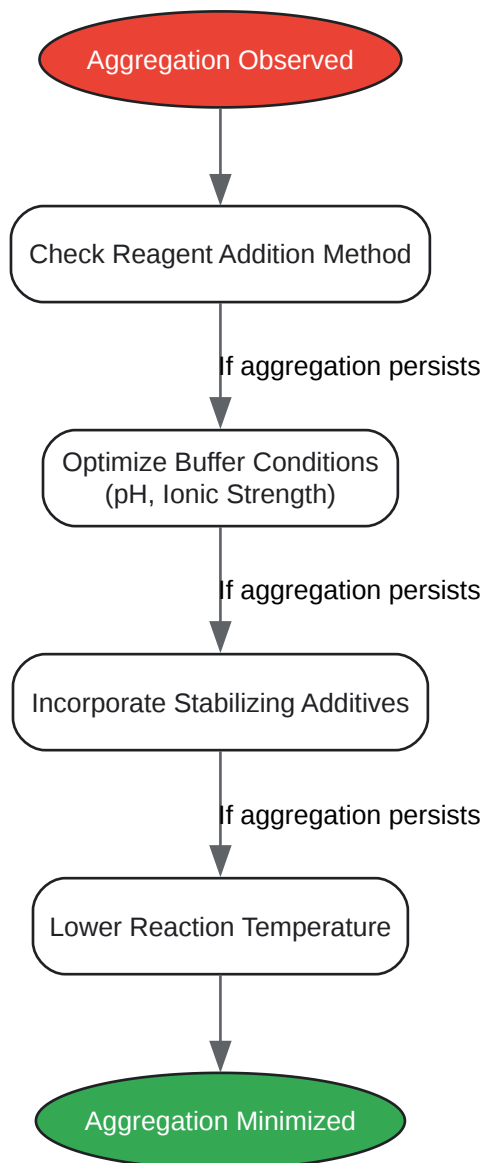 Aggregation Observed
Check Reagent Addition Method
If aggregation persists
Optimize Buffer Conditions
(pH, Ionic Strength)
If aggregation persists
Incorporate Stabilizing Additives
If aggregation persists
Lower Reaction Temperature
Aggregation Minimized